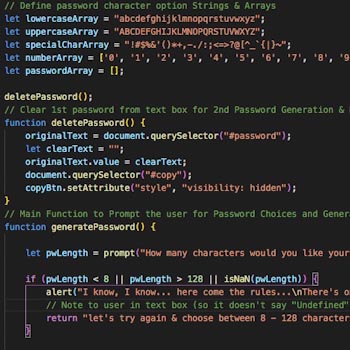 // Define password character option Strings & Arrays
let lowercaseArray = "abcdefghijklmnopqrstuvwxyz";
let uppercaseArray = "ABCDEFGHIJKLMNOPQRSTUVWXYZ";
let specialCharArray = "!#$%&'()*+,-./:;<=>?@[^_`{|}~";
let numberArray = ['0', '1', '2', '3', '4', '5', '6', '7', '8', '9
let passwordArray = [];
deletePassword();
// Clear 1st password from text box for 2nd Password Generation &
function deletePassword() {
originalText = document.querySelector("#password");
let clearText = "";
originalText.value = clearText;
document.querySelector("#copy");
copyBtn.setAttribute("style", "visibility: hidden");
}
// Main Function to Prompt the user for Password Choices and Gener
function generatePassword() {
let pwLength = prompt("How many characters would you like your
if (pwLength < 8 || pwLength > 128 || isNaN(pwLength)) {
alert("I know, I know... here come the rules...\nThere's o
// Note to user in text box (so it doesn't say "Undefined"
return "let's try again & choose between 8 - 128 character
}